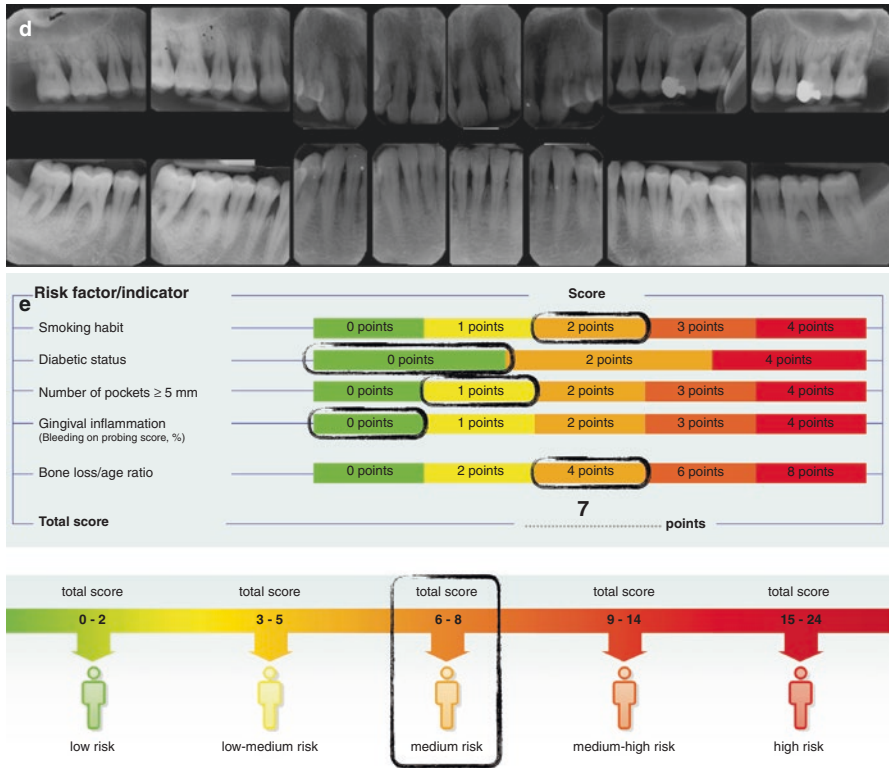 d
e
Risk factor/indicator
Score
Smoking habit
0 points 1 points 2 points 3 points 4 points
Diabetic status
0 points 2 points 4 points
Number of pockets ≥ 5 mm
0 points 1 points 2 points 3 points 4 points
Gingival inflammation
(Bleeding on probing score, %)
0 points 1 points 2 points 3 points 4 points
Bone loss/age ratio
0 points 2 points 4 points 6 points 8 points
Total score
7
points
total score total score total score total score total score
0 - 2 3 - 5 6 - 8 9 - 14 15 - 24
low risk low-medium risk medium risk medium-high risk high risk